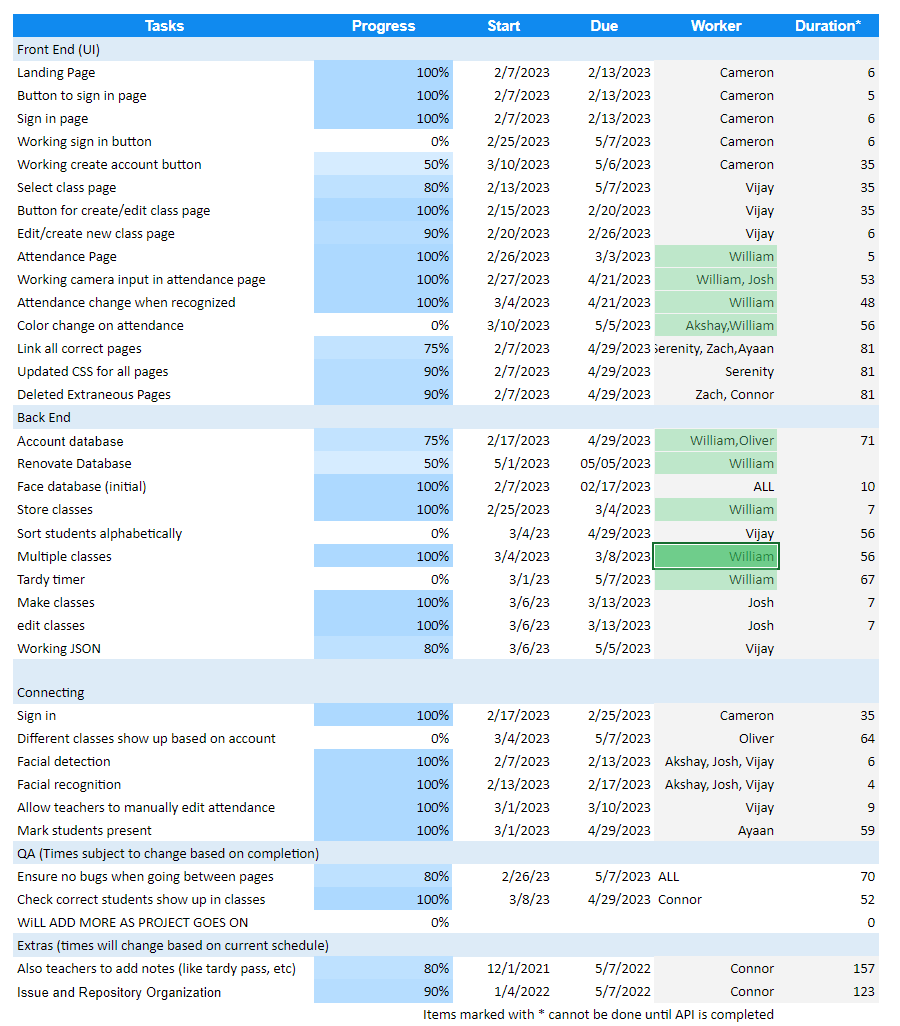 Tasks Progress Start Due Worker Duration*
Front End (UI)
Landing Page 100% 2/7/2023 2/13/2023 Cameron 6
Button to sign in page 100% 2/7/2023 2/13/2023 Cameron 5
Sign in page 100% 2/7/2023 2/13/2023 Cameron 6
Working sign in button 0% 2/25/2023 5/7/2023 Cameron 6
Working create account button 50% 3/10/2023 5/6/2023 Cameron 35
Select class page 80% 2/13/2023 5/7/2023 Vijay 35
Button for create/edit class page 100% 2/15/2023 2/20/2023 Vijay 35
Edit/create new class page 90% 2/20/2023 2/26/2023 Vijay 6
Attendance Page 100% 2/26/2023 3/3/2023 William 5
Working camera input in attendance page 100% 2/27/2023 4/21/2023 William, Josh 53
Attendance change when recognized 100% 3/4/2023 4/21/2023 William 48
Color change on attendance 0% 3/10/2023 5/5/2023 Akshay,William 56
Link all correct pages 75% 2/7/2023 4/29/2023 Serenity, Zach,Ayaan 81
Updated CSS for all pages 90% 2/7/2023 4/29/2023 Serenity 81
Deleted Extraneous Pages 90% 2/7/2023 4/29/2023 Zach, Connor 81
Back End
Account database 75% 2/17/2023 4/29/2023 William,Oliver 71
Renovate Database 50% 5/1/2023 05/05/2023 William
Face database (initial) 100% 2/7/2023 02/17/2023 ALL 10
Store classes 100% 2/25/2023 3/4/2023 William 7
Sort students alphabetically 0% 3/4/23 4/29/2023 Vijay 56
Multiple classes 100% 3/4/2023 3/8/2023 William 56
Tardy timer 0% 3/1/23 5/7/2023 William 67
Make classes 100% 3/6/23 3/13/2023 Josh 7
edit classes 100% 3/6/23 3/13/2023 Josh 7
Working JSON 80% 3/6/23 5/5/2023 Vijay
Connecting
Sign in 100% 2/17/2023 2/25/2023 Cameron 35
Different classes show up based on account 0% 3/4/2023 5/7/2023 Oliver 64
Facial detection 100% 2/7/2023 2/13/2023 Akshay, Josh, Vijay 6
Facial recognition 100% 2/13/2023 2/17/2023 Akshay, Josh, Vijay 4
Allow teachers to manually edit attendance 100% 3/1/2023 3/10/2023 Vijay 9
Mark students present 100% 3/1/2023 4/29/2023 Ayaan 59
QA (Times subject to change based on completion)
Ensure no bugs when going between pages 80% 2/26/23 5/7/2023 ALL 70
Check correct students show up in classes 100% 3/8/23 4/29/2023 Connor 52
WiLL ADD MORE AS PROJECT GOES ON 0% 0
Extras (times will change based on current schedule)
Also teachers to add notes (like tardy pass, etc) 80% 12/1/2021 5/7/2022 Connor 157
Issue and Repository Organization 90% 1/4/2022 5/7/2022 Connor 123
Items marked with * cannot be done until API is completed